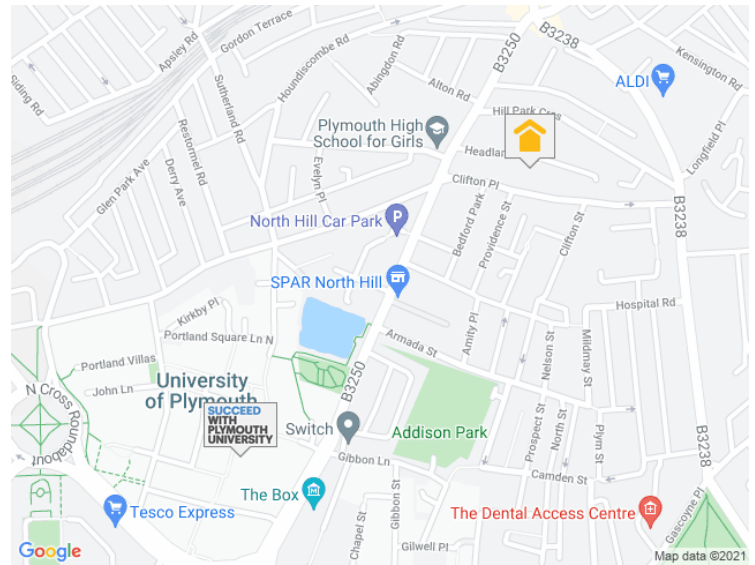 Apsley Rd
Gordon Terrace
Houndiscombe Rd
Abingdon Rd
B3250
B3238
Kensington Rd
siding Rd
Sutherland Rd
Alton Rd
ALDI
Hill Park Cres
Plymouth High
School for Girls
Restormel Rd
Derry Ave
Evelyn Pl
Headlan
Longfield Pl
Glen Park Ave
Clifton Pl
North Hill Car Park
P
Bedford Park
Providence St
Clifton St
B3238
SPAR North Hill
Kirkby Pl
Hospital Rd
Portland Square Ln N
Armada St
Amity Pl
Nelson St
Mildmay St
Portland Villas
John Ln
University
of Plymouth
B3250
N Cross Roundabout
SUCCEED
WITH
PLYMOUTH
UNIVERSITY
Switch
Addison Park
Prospect St
North St
Plym St
B3238
Gibbon Ln
Camden St
The Box
Tesco Express
Chapel St
Gibbon St
The Dental Access Centre
Gascoyne Pl
Gilwell Pl
Google
Map data ©2021